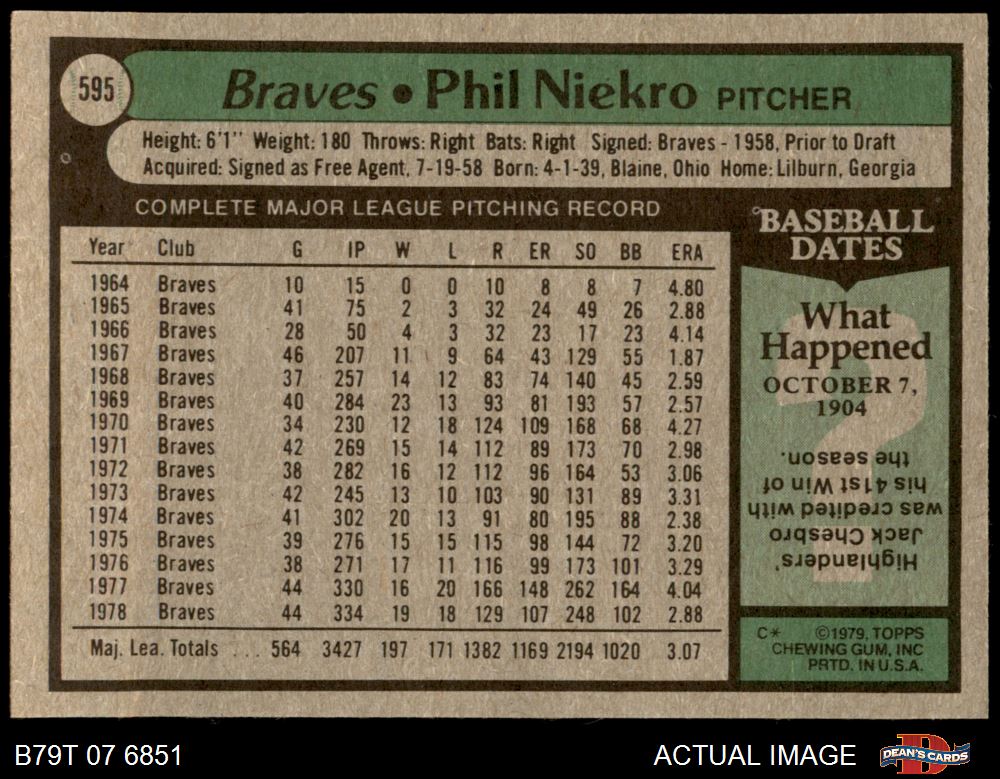 595
Braves • Phil Niekro PITCHER
Height: 6'1" Weight: 180 Throws: Right Bats: Right Signed: Braves - 1958, Prior to Draft
Acquired: Signed as Free Agent, 7-19-58 Born: 4-1-39, Blaine, Ohio Home: Lilburn, Georgia
COMPLETE MAJOR LEAGUE PITCHING RECORD
Year Club G IP W L R ER SO BB ERA
1964 Braves 10 15 0 0 10 8 8 7 4.80
1965 Braves 41 75 2 3 32 24 49 26 2.88
1966 Braves 28 50 4 3 32 23 17 23 4.14
1967 Braves 46 207 11 9 64 43 129 55 1.87
1968 Braves 37 257 14 12 83 74 140 45 2.59
1969 Braves 40 284 23 13 93 81 193 57 2.57
1970 Braves 34 230 12 18 124 109 168 68 4.27
1971 Braves 42 269 15 14 112 89 173 70 2.98
1972 Braves 38 282 16 12 112 96 164 53 3.06
1973 Braves 42 245 13 10 103 90 131 89 3.31
1974 Braves 41 302 20 13 91 80 195 88 2.38
1975 Braves 39 276 15 15 115 98 144 72 3.20
1976 Braves 38 271 17 11 116 99 173 101 3.29
1977 Braves 44 330 16 20 166 148 262 164 4.04
1978 Braves 44 334 19 18 129 107 248 102 2.88
Maj. Lea. Totals ... 564 3427 197 171 1382 1169 2194 1020 3.07
BASEBALL
DATES
What
Happened
OCTOBER 7,
1904
?
Highlanders'
Jack Chesbro
was credited with
his 41st Win of
the season.
C* ©1979, TOPPS
CHEWING GUM, INC
PRTD. IN U.S.A.
B79T 07 6851
ACTUAL IMAGE
D
DEAN'S CARDS